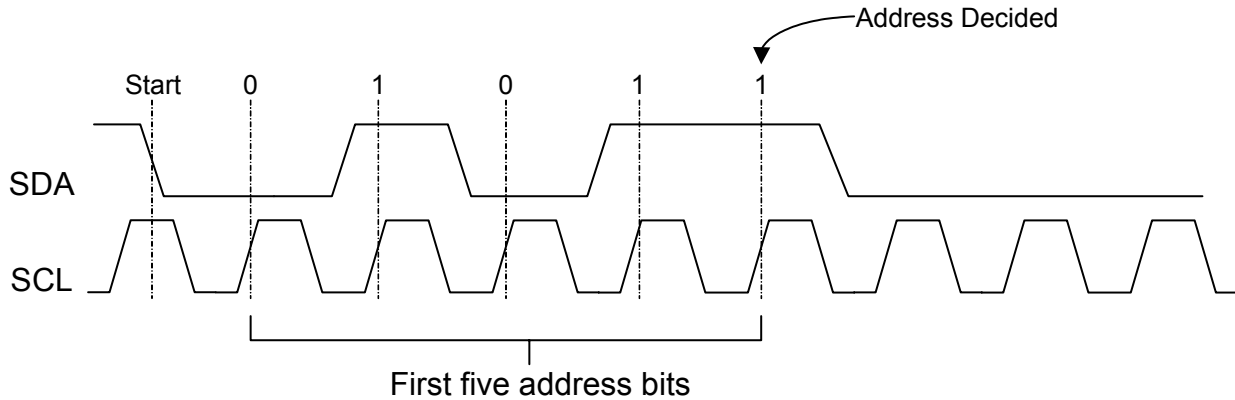 Address Decided
Start 0 1 0 1 1
SDA
SCL
First five address bits